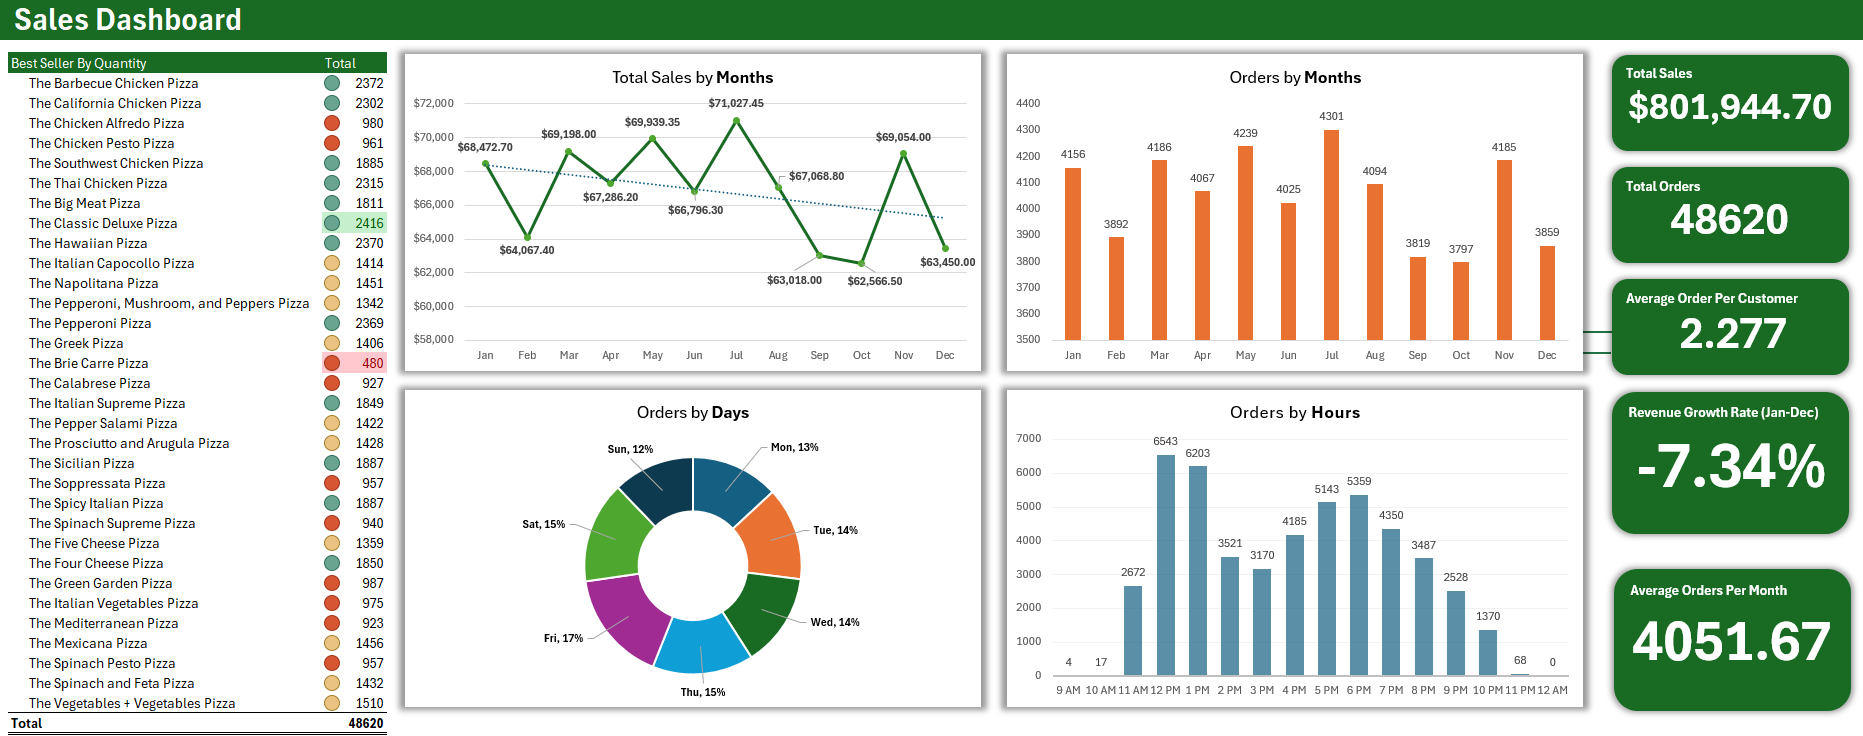 Sales Dashboard
Best Seller By Quantity Total
The Barbecue Chicken Pizza 2372
The California Chicken Pizza 2302
The Chicken Alfredo Pizza 980
The Chicken Pesto Pizza 961
The Southwest Chicken Pizza 1885
The Thai Chicken Pizza 2315
The Big Meat Pizza 1811
The Classic Deluxe Pizza 2416
The Hawaiian Pizza 2370
The Italian Capocollo Pizza 1414
The Napolitana Pizza 1451
The Pepperoni, Mushroom, and Peppers Pizza 1342
The Pepperoni Pizza 2369
The Greek Pizza 1406
The Brie Carre Pizza 480
The Calabrese Pizza 927
The Italian Supreme Pizza 1849
The Pepper Salami Pizza 1422
The Prosciutto and Arugula Pizza 1428
The Sicilian Pizza 1887
The Soppressata Pizza 957
The Spicy Italian Pizza 1887
The Spinach Supreme Pizza 940
The Five Cheese Pizza 1359
The Four Cheese Pizza 1850
The Green Garden Pizza 987
The Italian Vegetables Pizza 975
The Mediterranean Pizza 923
The Mexicana Pizza 1456
The Spinach Pesto Pizza 957
The Spinach and Feta Pizza 1432
The Vegetables + Vegetables Pizza 1510
Total 48620
Total Sales by Months
$72,000
$70,000
$68,000
$66,000
$64,000
$62,000
$60,000
$58,000
$68,472.70
$64,067.40
$69,198.00
$67,286.20
$69,939.35
$66,796.30
$71,027.45
$67,068.80
$63,018.00
$62,566.50
$69,054.00
$63,450.00
Jan Feb Mar Apr May Jun Jul Aug Sep Oct Nov Dec
Orders by Months
4400
4300
4200
4100
4000
3900
3800
3700
3600
3500
4156 3892 4186 4067 4239 4025 4301 4094 3819 3797 4185 3859
Jan Feb Mar Apr May Jun Jul Aug Sep Oct Nov Dec
Orders by Days
Mon, 13%
Tue, 14%
Wed, 14%
Thu, 15%
Fri, 17%
Sat, 15%
Sun, 12%
Orders by Hours
7000
6000
5000
4000
3000
2000
1000
0
4 17 2672 6543 6203 3521 3170 4185 5143 5359 4350 3487 2528 1370 68 0
9 AM 10 AM 11 AM 12 PM 1 PM 2 PM 3 PM 4 PM 5 PM 6 PM 7 PM 8 PM 9 PM 10 PM 11 PM 12 AM
Total Sales
$801,944.70
Total Orders
48620
Average Order Per Customer
2.277
Revenue Growth Rate (Jan-Dec)
-7.34%
Average Orders Per Month
4051.67